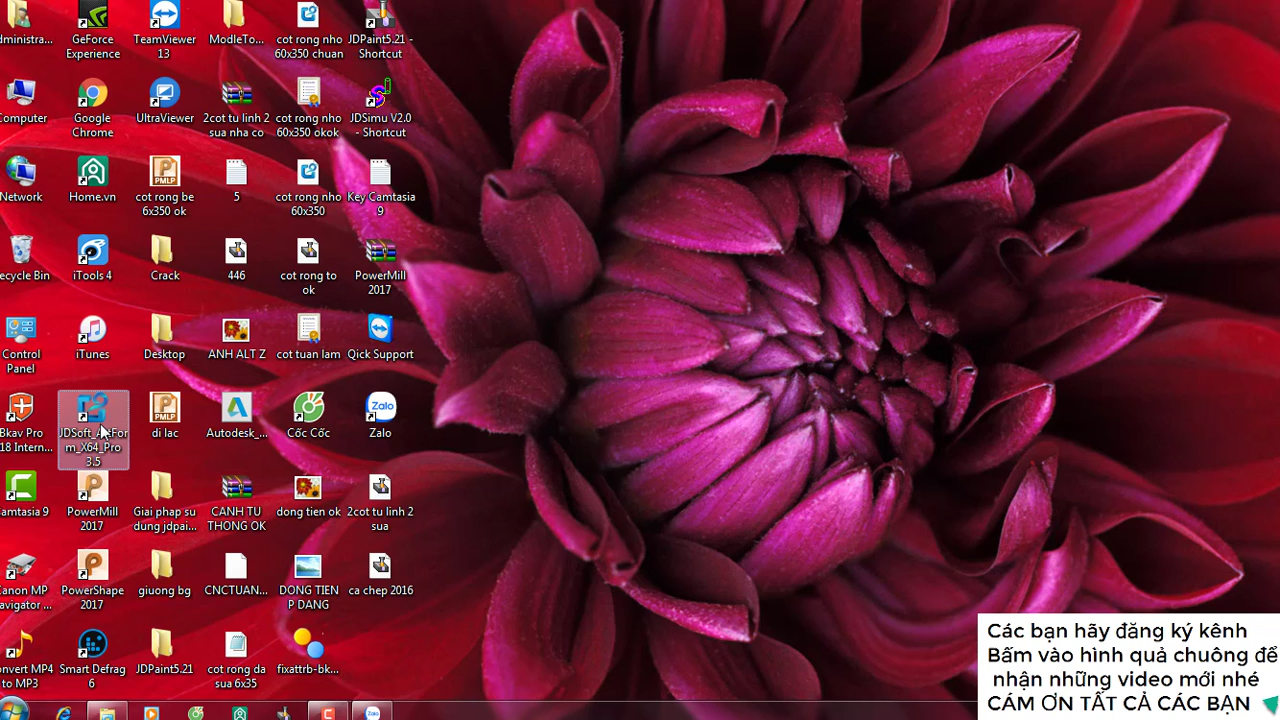 dministra...
GeForce
Experience
TeamViewer
13
ModleTo...
cot rong nho
60x350 chuan
JDPaint5.21 -
Shortcut
Computer
Google
Chrome
UltraViewer
2cot tu linh 2
sua nha co
cot rong nho
60x350 okok
JDSimu V2.0
- Shortcut
Network
Home.vn
cot rong be
6x350 ok
5
cot rong nho
60x350
Key Camtasia
9
ecycle Bin
iTools 4
Crack
446
cot rong to
ok
PowerMill
2017
Control
Panel
iTunes
Desktop
ANH ALT Z
cot tuan lam
Qick Support
Bkav Pro
18 Intern...
m_X64_Pro
3.5
di lac
Autodesk_...
Cốc Cốc
Zalo
amtasia 9
PowerMill
2017
Giai phap su
dung jdpai...
CANH TU
THONG OK
dong tien ok
2cot tu linh 2
sua
anon MP
avigator ...
PowerShape
2017
giuong bg
CNCTUAN...
DONG TIEN
P DANG
ca chep 2016
onvert MP4
to MP3
Smart Defrag
6
JDPaint5.21
cot rong da
sua 6x35
fixattrb-bk...
Các bạn hãy đăng ký kênh
Bấm vào hình quả chuông để
nhận những video mới nhé
CÁM ƠN TẤT CẢ CÁC BẠN